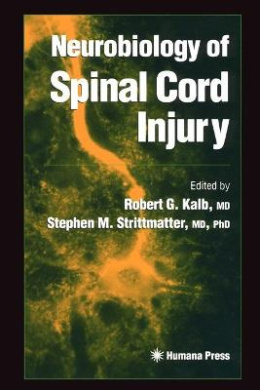 Neurobiology of
Spinal Cord
Injury
Edited by
Robert G. Kalb, MD
Stephen M. Strittmatter, MD, PhD
Humana Press